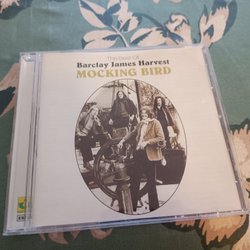 The Best Of
Barclay James Harvest
MOCKING BIRD